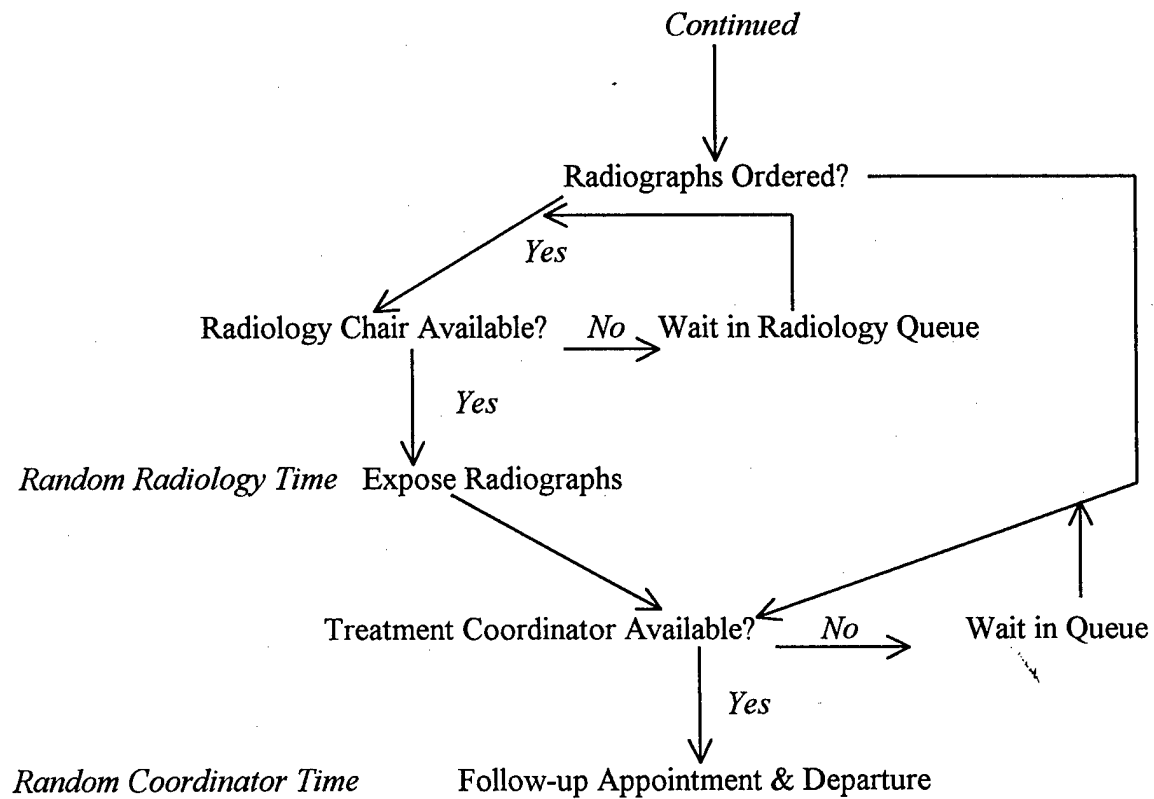 Continued
Radiographs Ordered?
Yes
Radiology Chair Available? No Wait in Radiology Queue
Yes
Random Radiology Time Expose Radiographs
Treatment Coordinator Available? No Wait in Queue
Yes
Random Coordinator Time Follow-up Appointment & Departure